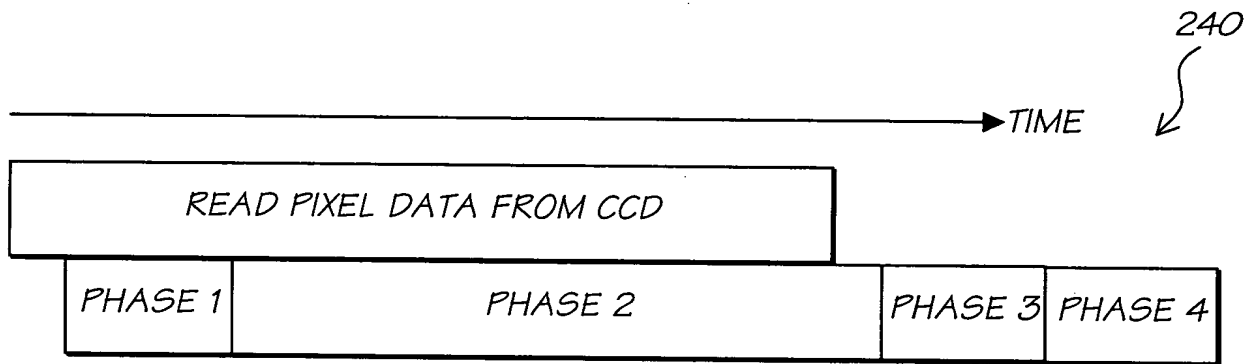 240
TIME
READ PIXEL DATA FROM CCD
PHASE 1 PHASE 2 PHASE 3 PHASE 4